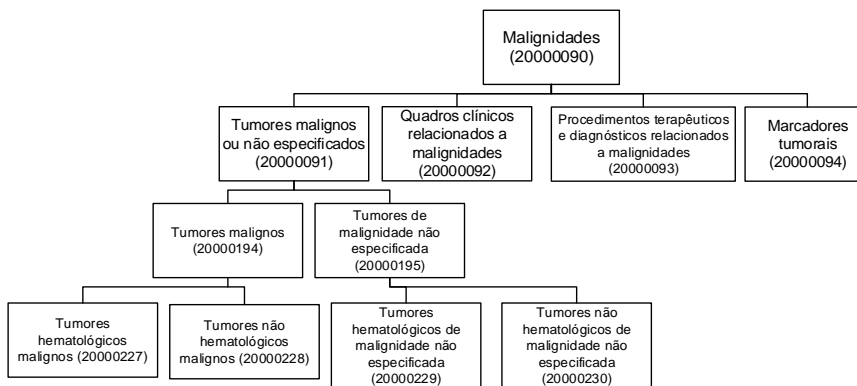 Malignidades
(20000090)
Tumores malignos
ou não especificados
(20000091)
Quadros clínicos
relacionados a
malignidades
(20000092)
Procedimentos terapêuticos
e diagnósticos relacionados
a malignidades
(20000093)
Marcadores
tumorais
(20000094)
Tumores malignos
(20000194)
Tumores de
malignidade não
especificada
(20000195)
Tumores
hematológicos
malignos (20000227)
Tumores não hematológicos
malignos (20000228)
Tumores
hematológicos de
malignidade não
especificada
(20000229)
Tumores não
hematológicos de
malignidade não
especificada
(20000230)